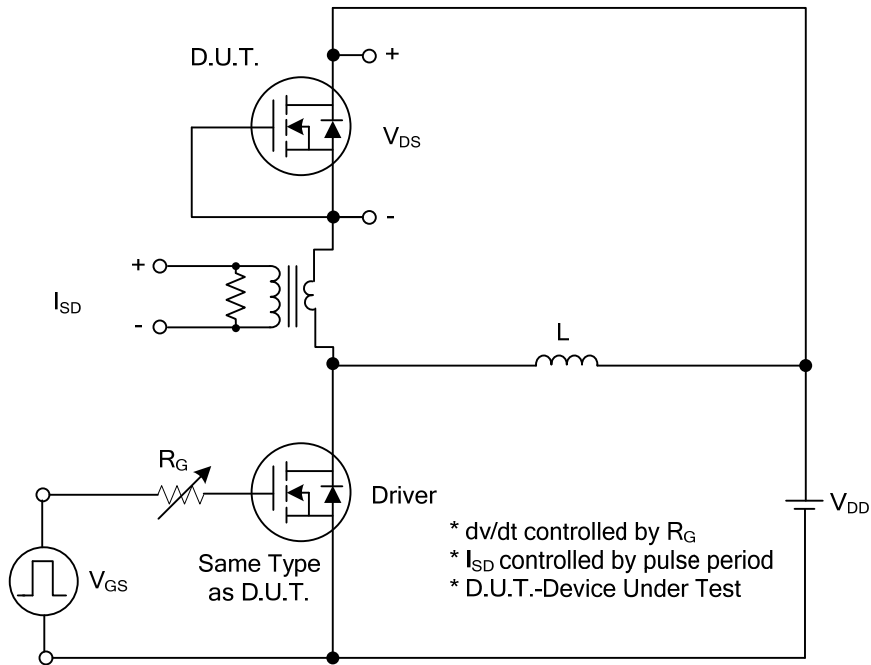 D.U.T.
+
VDS
-
+
ISD
-
L
RG
Driver
VDD
VGS
Same Type
as D.U.T.
* dv/dt controlled by RG
* ISD controlled by pulse period
* D.U.T.-Device Under Test